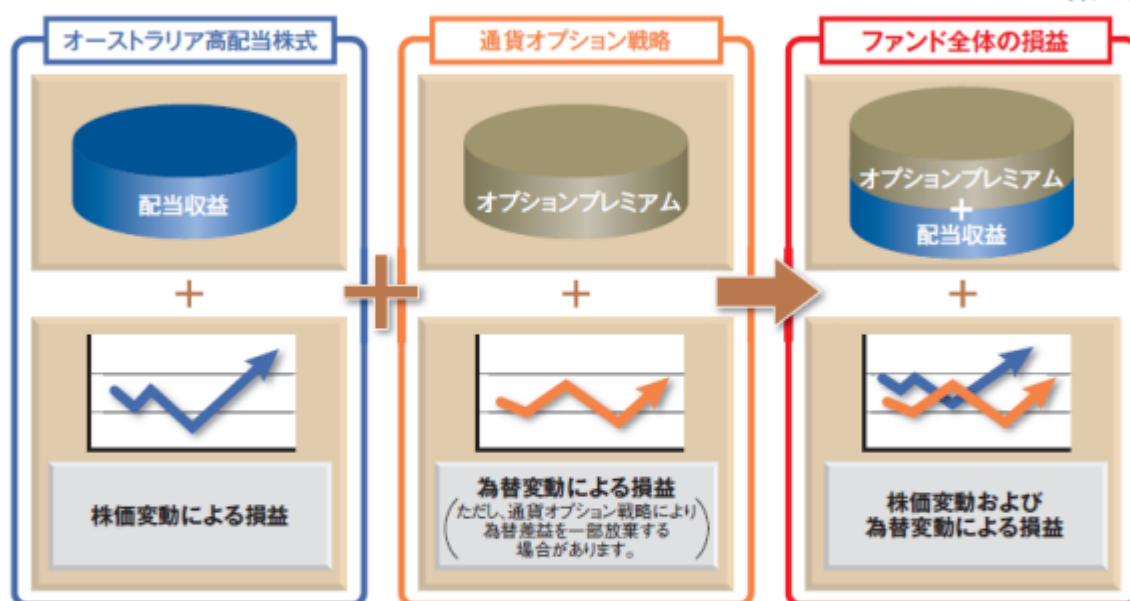 オーストラリア高配当株式
配当収益
+
株価変動による損益
+
通貨オプション戦略
オプションプレミアム
+
為替変動による損益
(ただし、通貨オプション戦略により
為替差益を一部放棄する
場合があります。)
ファンド全体の損益
オプションプレミアム
+
配当収益
+
株価変動および
為替変動による損益